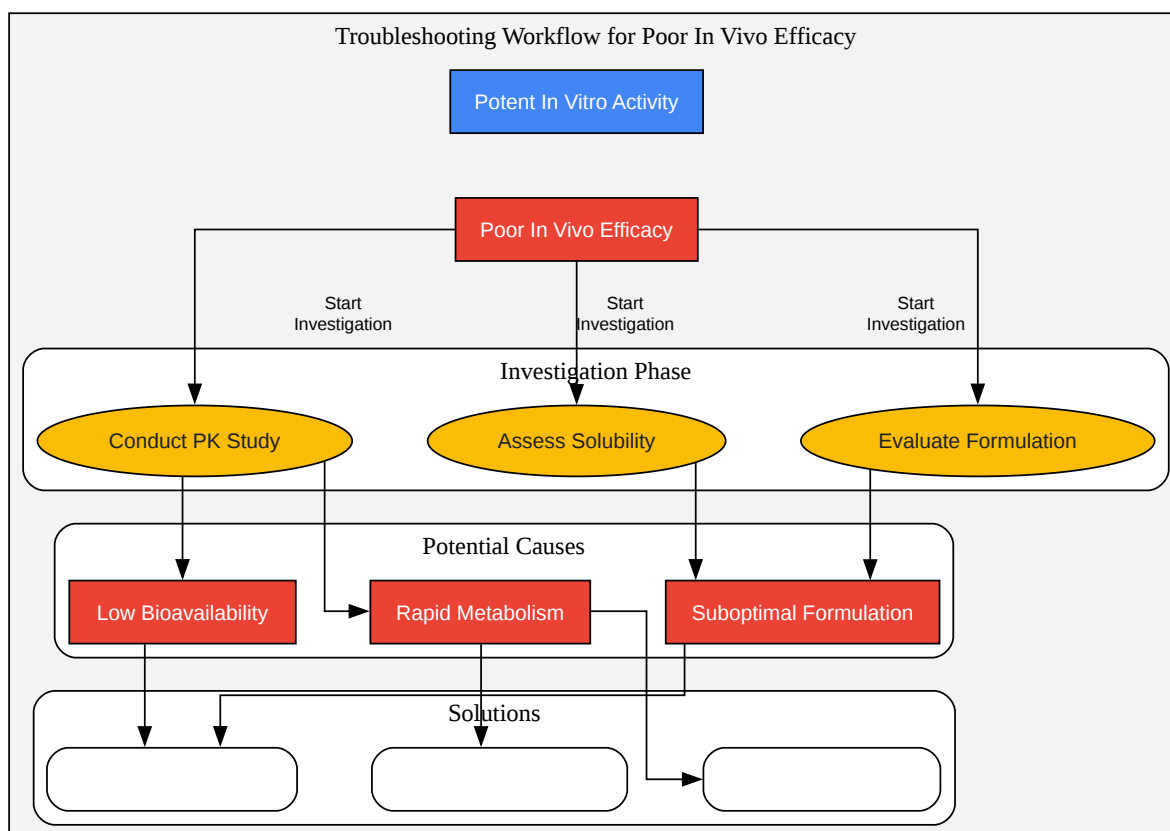 Troubleshooting Workflow for Poor In Vivo Efficacy
Potent In Vitro Activity
Poor In Vivo Efficacy
Start
Investigation
Start
Investigation
Start
Investigation
Investigation Phase
Conduct PK Study
Assess Solubility
Evaluate Formulation
Potential Causes
Low Bioavailability
Rapid Metabolism
Suboptimal Formulation
Solutions